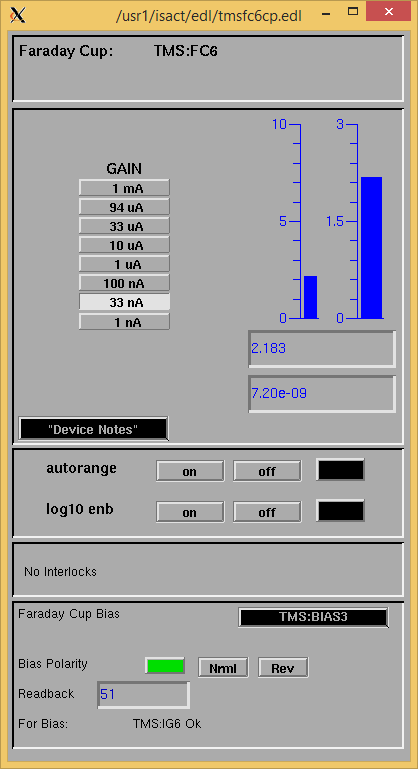 /usr1/isact/edl/tmsfc6cp.edl
Faraday Cup: TMS:FC6
10 3
GAIN
1 mA
94 uA
33 uA
5 1.5
10 uA
1 uA
100 nA
33 nA
1 nA
0 0
2.183
7.20e-09
"Device Notes"
autorange on off
log10 enb on off
No Interlocks
Faraday Cup Bias TMS:BIAS3
Bias Polarity Nrml Rev
Readback 51
For Bias: TMS:IG6 Ok